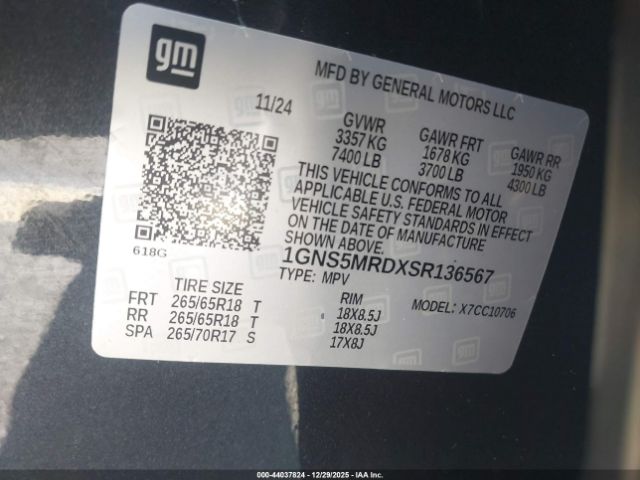 gm
MFD BY GENERAL MOTORS LLC
11/24
GVWR GAWR FRT GAWR RR
3357 KG 1678 KG 1950 KG
7400 LB 3700 LB 4300 LB
THIS VEHICLE CONFORMS TO ALL
APPLICABLE U.S. FEDERAL MOTOR
VEHICLE SAFETY STANDARDS IN EFFECT
ON THE DATE OF MANUFACTURE
618G
1GNS5MRDXSR136567
TYPE: MPV
MODEL: X7CC10706
TIRE SIZE RIM
FRT 265/65R18 T 18X8.5J
RR 265/65R18 T 18X8.5J
SPA 265/70R17 S 17X8J
000-44037824 | 12/29/2025 - IAAI, Inc.